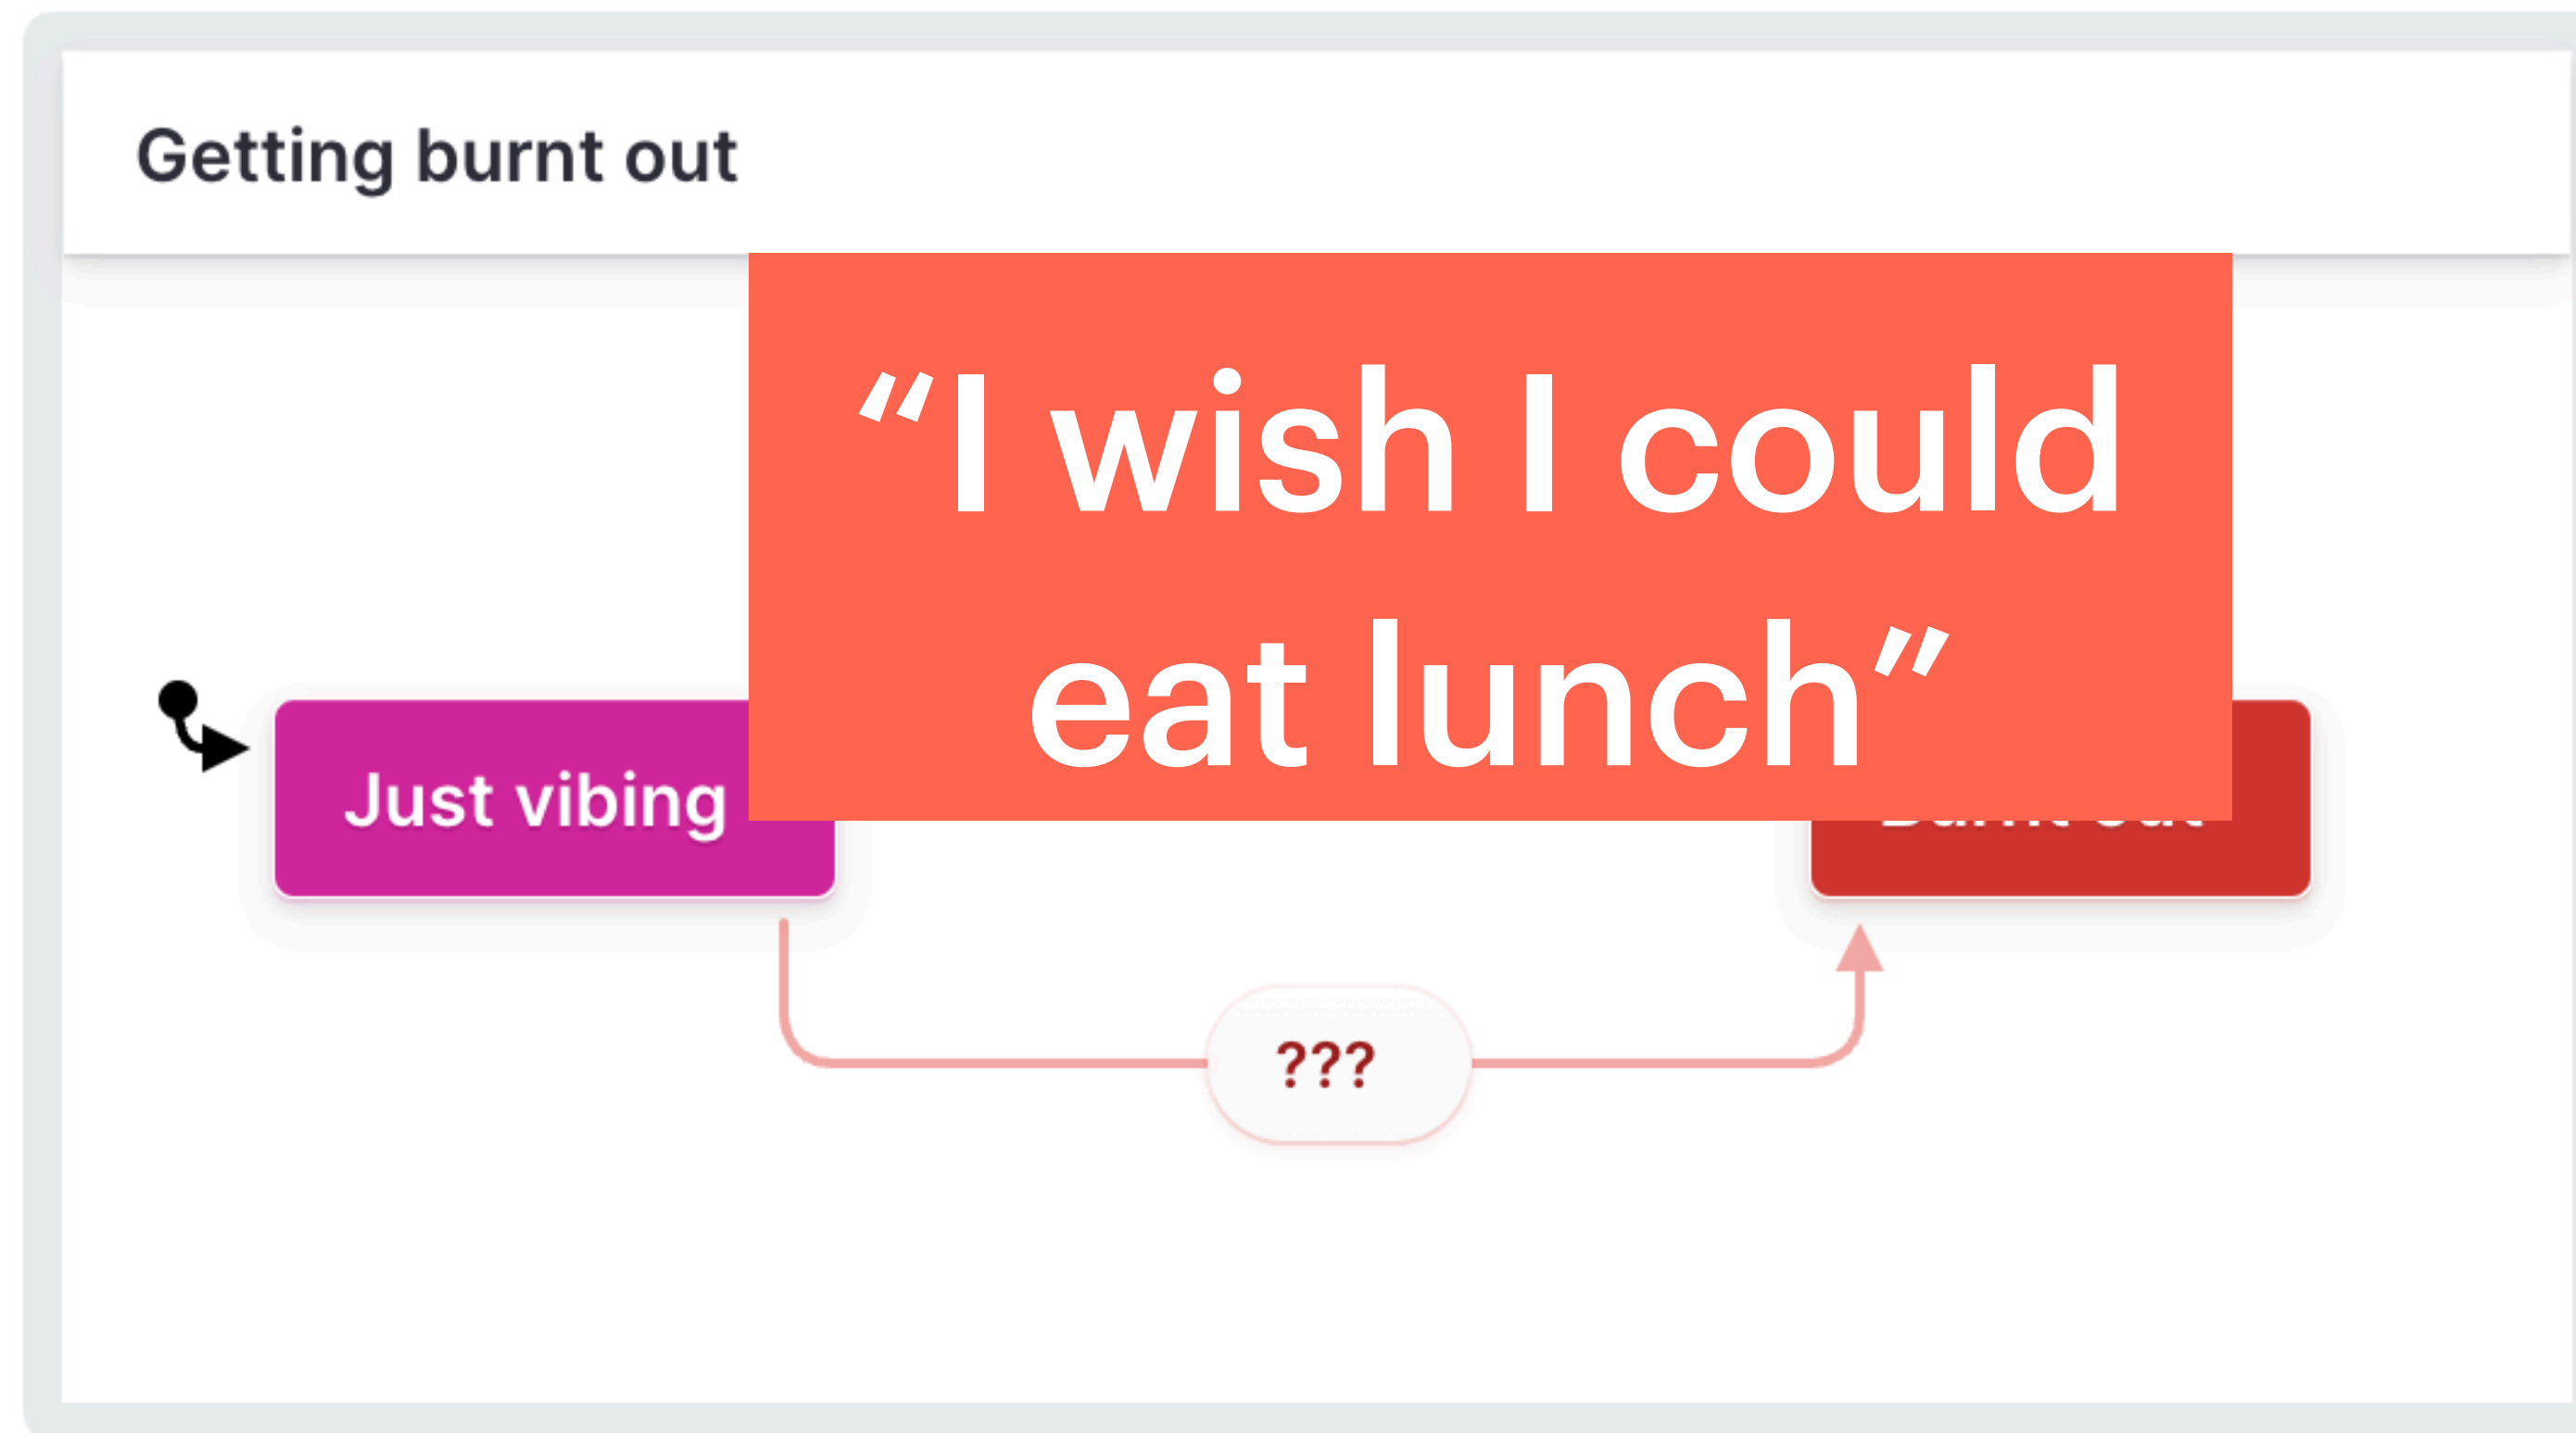 Getting burnt out
“I wish I could
eat lunch”
Just vibing
???